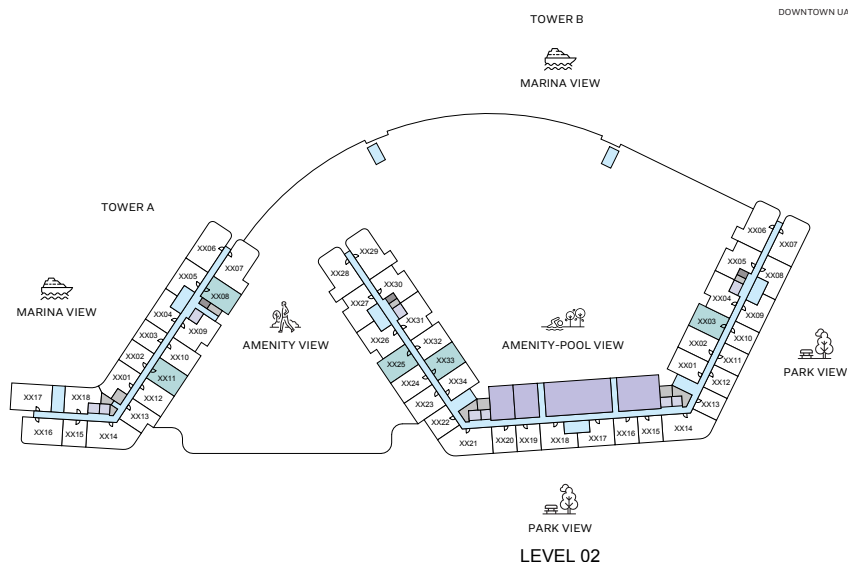 DOWNTOWN UA
TOWER B
MARINA VIEW
TOWER A
MARINA VIEW
AMENITY VIEW
AMENITY-POOL VIEW
PARK VIEW
XX06
XX05
XX07
XX08
XX04
XX03
XX09
XX02
XX10
XX01
XX11
XX12
XX17
XX18
XX13
XX16
XX15
XX14
XX29
XX28
XX30
XX27
XX31
XX26
XX32
XX25
XX33
XX24
XX34
XX23
XX22
XX21
XX20
XX19
XX18
XX17
XX16
XX15
XX14
XX06
XX07
XX05
XX08
XX04
XX09
XX03
XX10
XX02
XX11
XX01
XX12
XX13
PARK VIEW
LEVEL 02